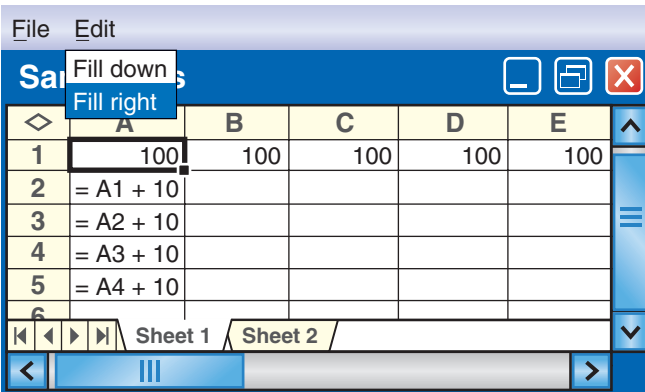 File Edit
Fill down
Fill right
A B C D E
1 100 100 100 100 100
2 = A1 + 10
3 = A2 + 10
4 = A3 + 10
5 = A4 + 10
6
Sheet 1 Sheet 2